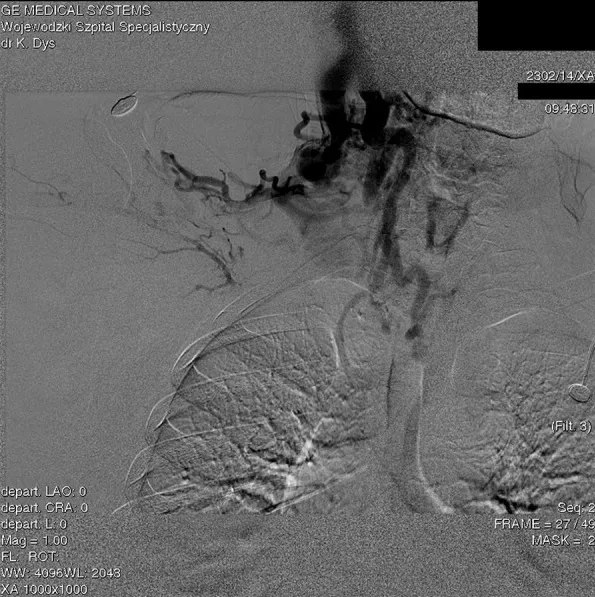 GE MEDICAL SYSTEMS
Wojewodzki Szpital Specjalistyczny
dr K. Dys
2302/14/XA
09:48:31
(Filt. 3)
depart. LAO: 0
depart. CRA: 0
depart. L: 0
Mag = 1.00
FL: ROT:
WW: 4096WL: 2048
XA 1000x1000
Seq: 2
FRAME = 27 / 49
MASK = 2